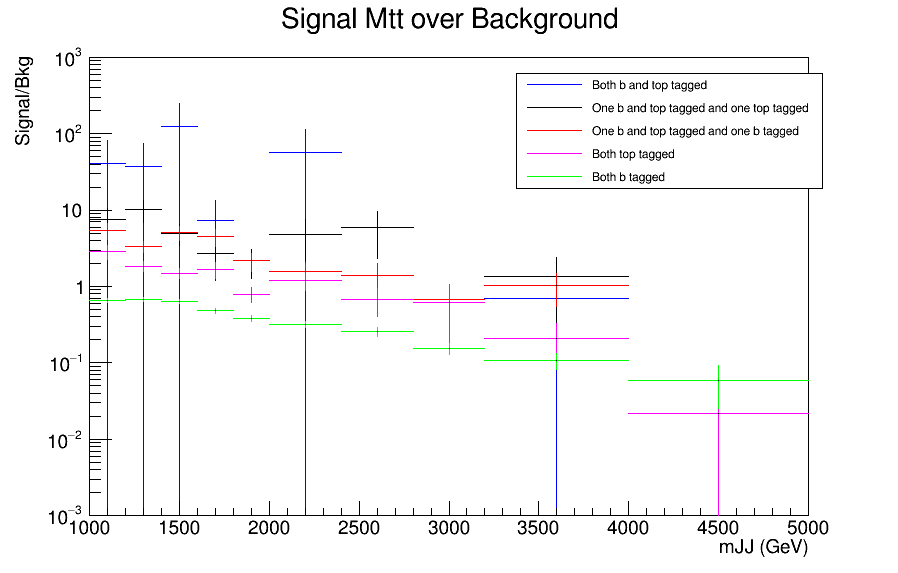 Signal Mtt over Background
Signal/Bkg
10³
10²
10
1
10⁻¹
10⁻²
10⁻³
Both b and top tagged
One b and top tagged and one top tagged
One b and top tagged and one b tagged
Both top tagged
Both b tagged
1000 1500 2000 2500 3000 3500 4000 4500 5000
mJJ (GeV)